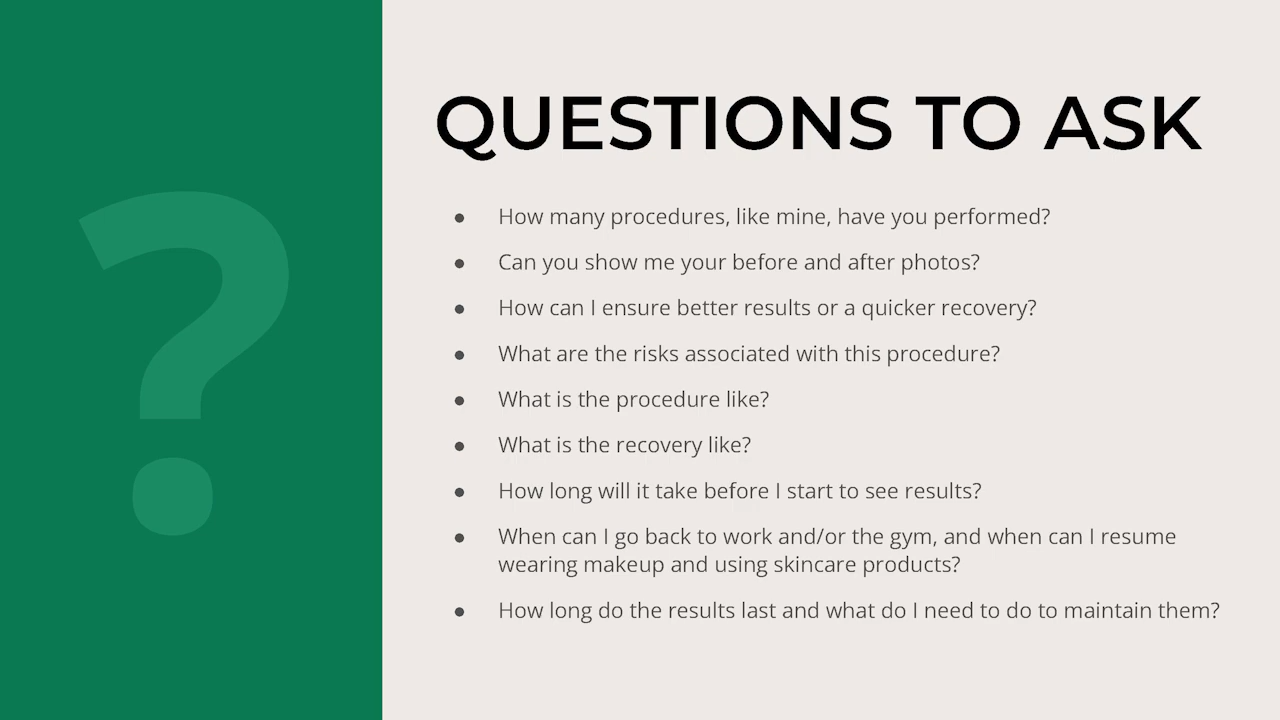 ?
QUESTIONS TO ASK
● How many procedures, like mine, have you performed?
● Can you show me your before and after photos?
● How can I ensure better results or a quicker recovery?
● What are the risks associated with this procedure?
● What is the procedure like?
● What is the recovery like?
● How long will it take before I start to see results?
● When can I go back to work and/or the gym, and when can I resume
wearing makeup and using skincare products?
● How long do the results last and what do I need to do to maintain them?